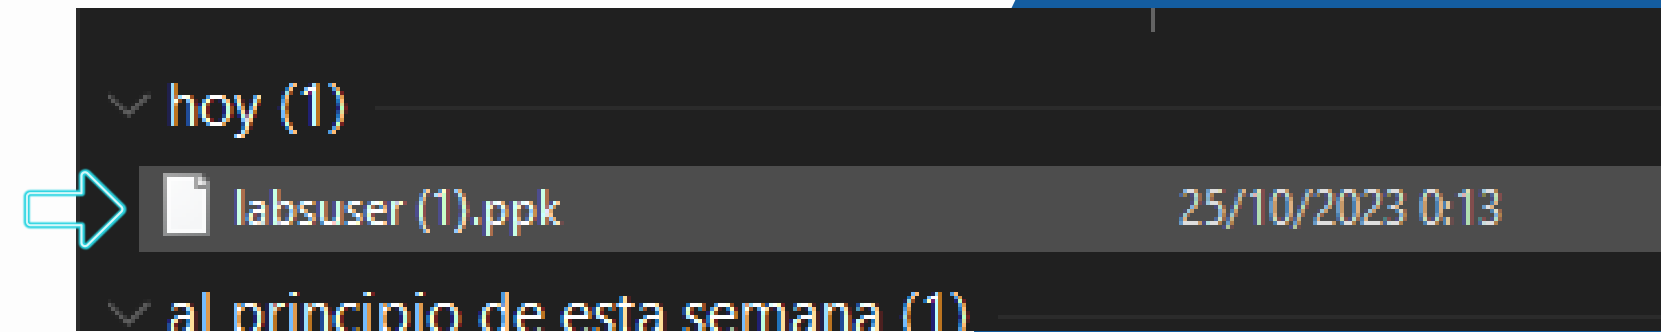 hoy (1)
labsuser (1).ppk 25/10/2023 0:13
al principio de esta semana (1)